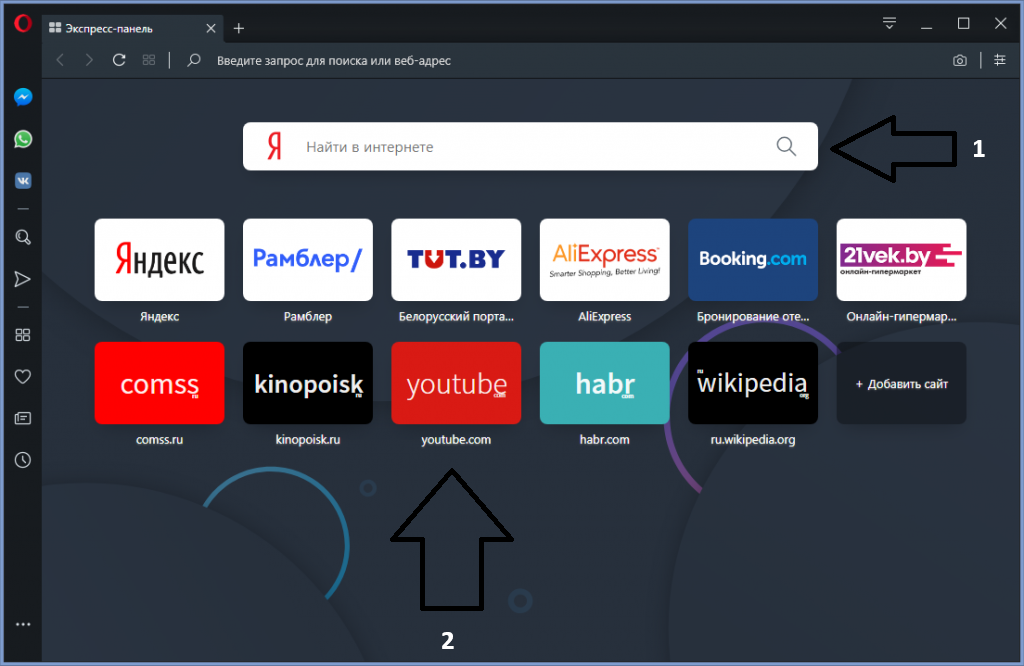 Экспресс-панель
Введите запрос для поиска или веб-адрес
Я Найти в интернете
1
Яндекс Рамблер/ TUT.BY AliExpress Booking.com 21vek.by
Smarter Shopping, Better Living! онлайн-гипермаркет
Яндекс Рамблер Белорусский порта... AliExpress Бронирование оте... Онлайн-гипермар...
comss.ru kinopoisk.ru youtube.com habr.com ru.wikipedia.org + Добавить сайт
comss.ru kinopoisk.ru youtube.com habr.com ru.wikipedia.org
2